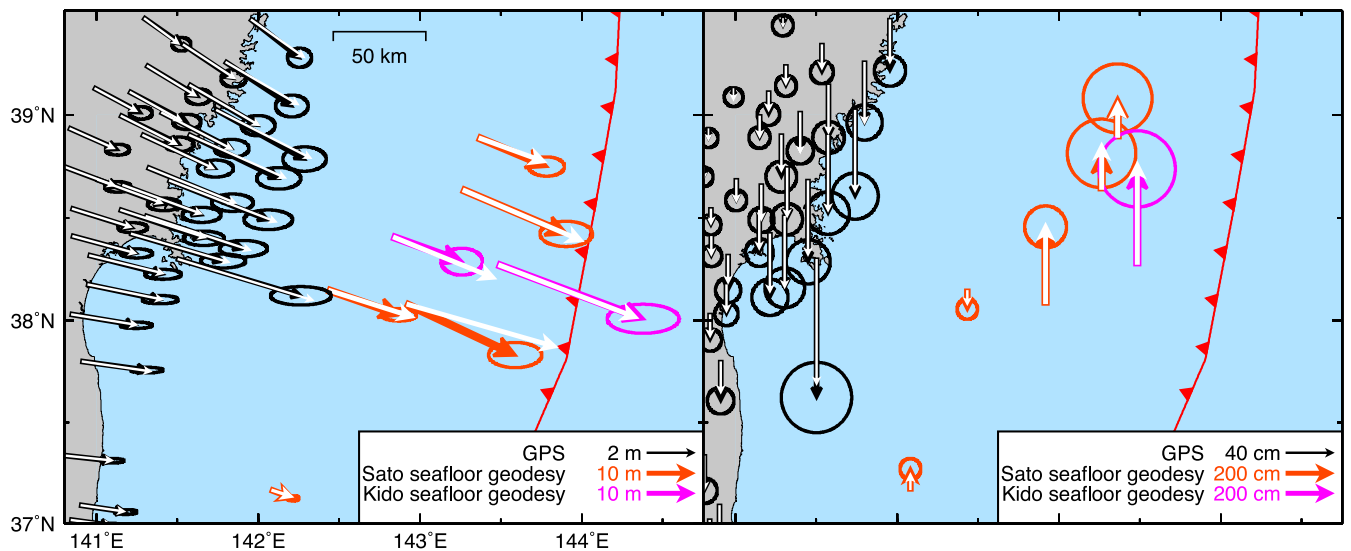 50 km
39°N
38°N
37°N
GPS 2 m
Sato seafloor geodesy 10 m
Kido seafloor geodesy 10 m
GPS 40 cm
Sato seafloor geodesy 200 cm
Kido seafloor geodesy 200 cm
141°E 142°E 143°E 144°E